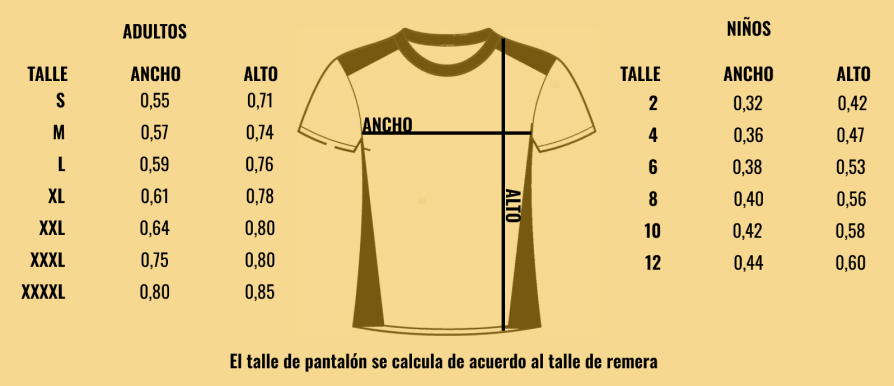 ADULTOS
TALLE ANCHO ALTO
S 0,55 0,71
M 0,57 0,74
L 0,59 0,76
XL 0,61 0,78
XXL 0,64 0,80
XXXL 0,75 0,80
XXXXL 0,80 0,85
ANCHO
ALTO
NIÑOS
TALLE ANCHO ALTO
2 0,32 0,42
4 0,36 0,47
6 0,38 0,53
8 0,40 0,56
10 0,42 0,58
12 0,44 0,60
El talle de pantalón se calcula de acuerdo al talle de remera